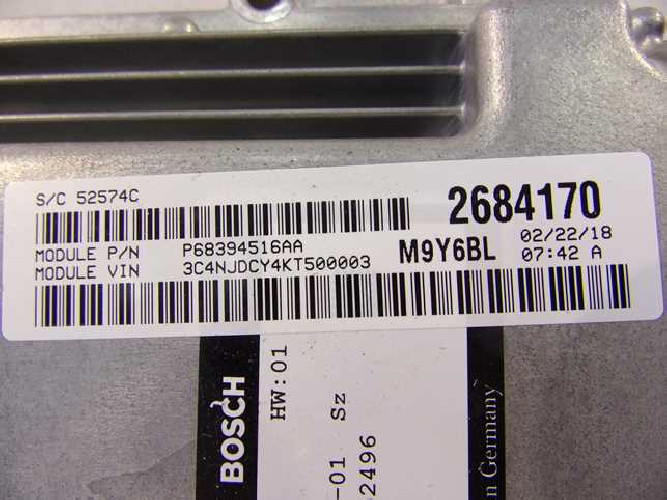 S/C 52574C
2684170
MODULE P/N P68394516AA
MODULE VIN 3C4NJDCY4KT500003
M9Y6BL
02/22/18
07:42 A
BOSCH
HW:01
-01 Sz
2496
n Germany